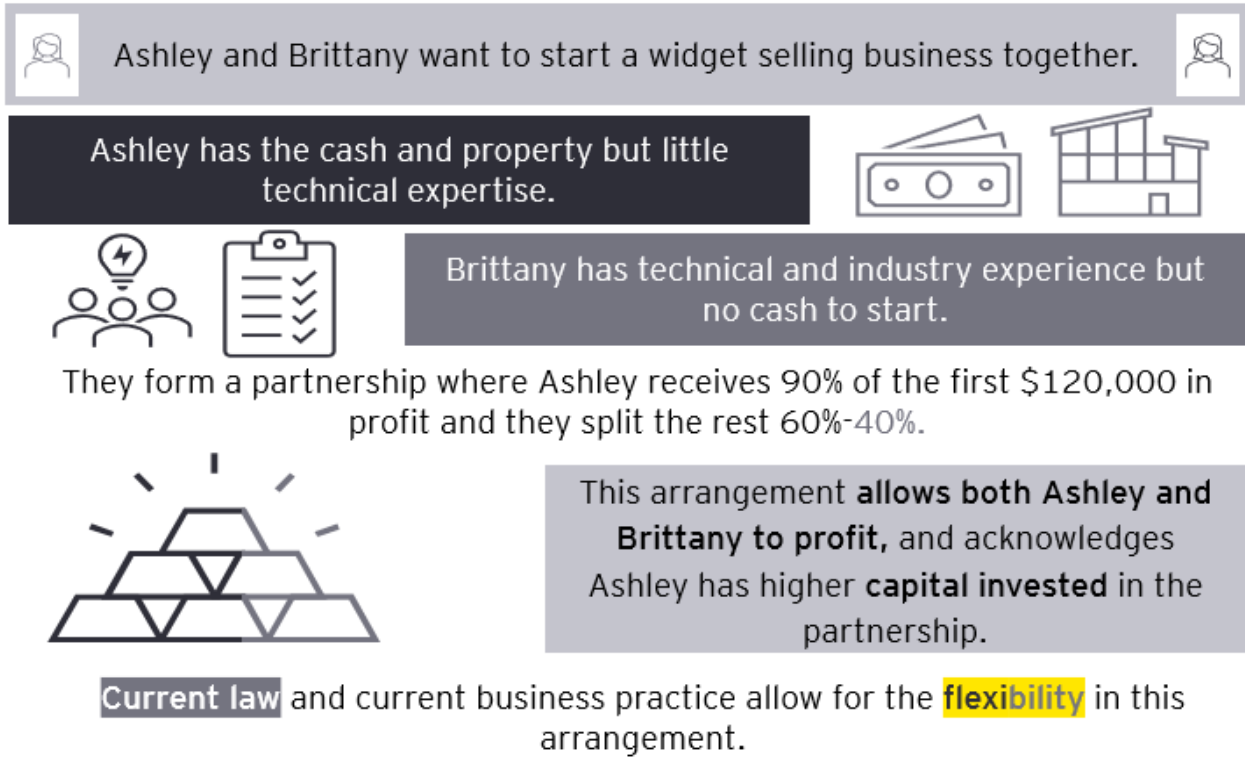 Ashley and Brittany want to start a widget selling business together.
Ashley has the cash and property but little
technical expertise.
Brittany has technical and industry experience but
no cash to start.
They form a partnership where Ashley receives 90% of the first $120,000 in
profit and they split the rest 60%-40%.
This arrangement allows both Ashley and
Brittany to profit, and acknowledges
Ashley has higher capital invested in the
partnership.
Current law and current business practice allow for the flexibility in this
arrangement.